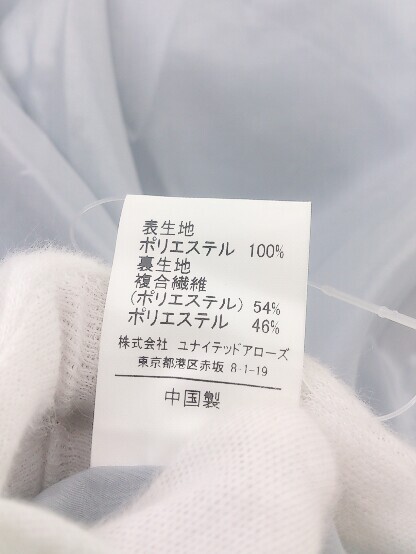 表生地
ポリエステル 100%
裏生地
複合繊維
(ポリエステル) 54%
ポリエステル 46%
株式会社 ユナイテッドアローズ
東京都港区赤坂 8-1-19
中国製